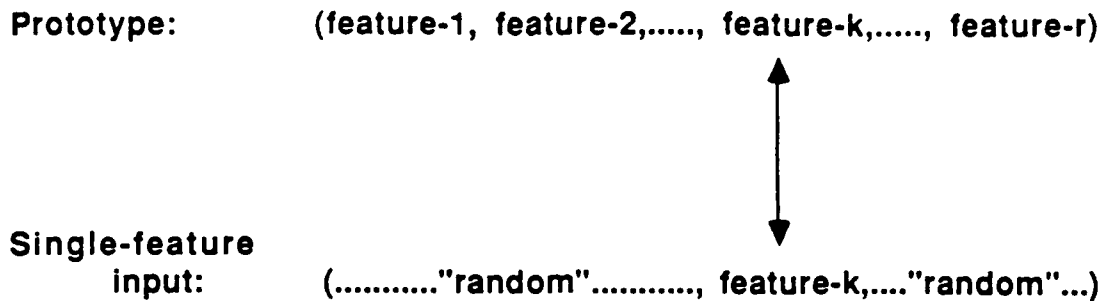 Prototype: (feature-1, feature-2,....., feature-k,....., feature-r)
Single-feature
input: (..........."random"............, feature-k,...."random"...)